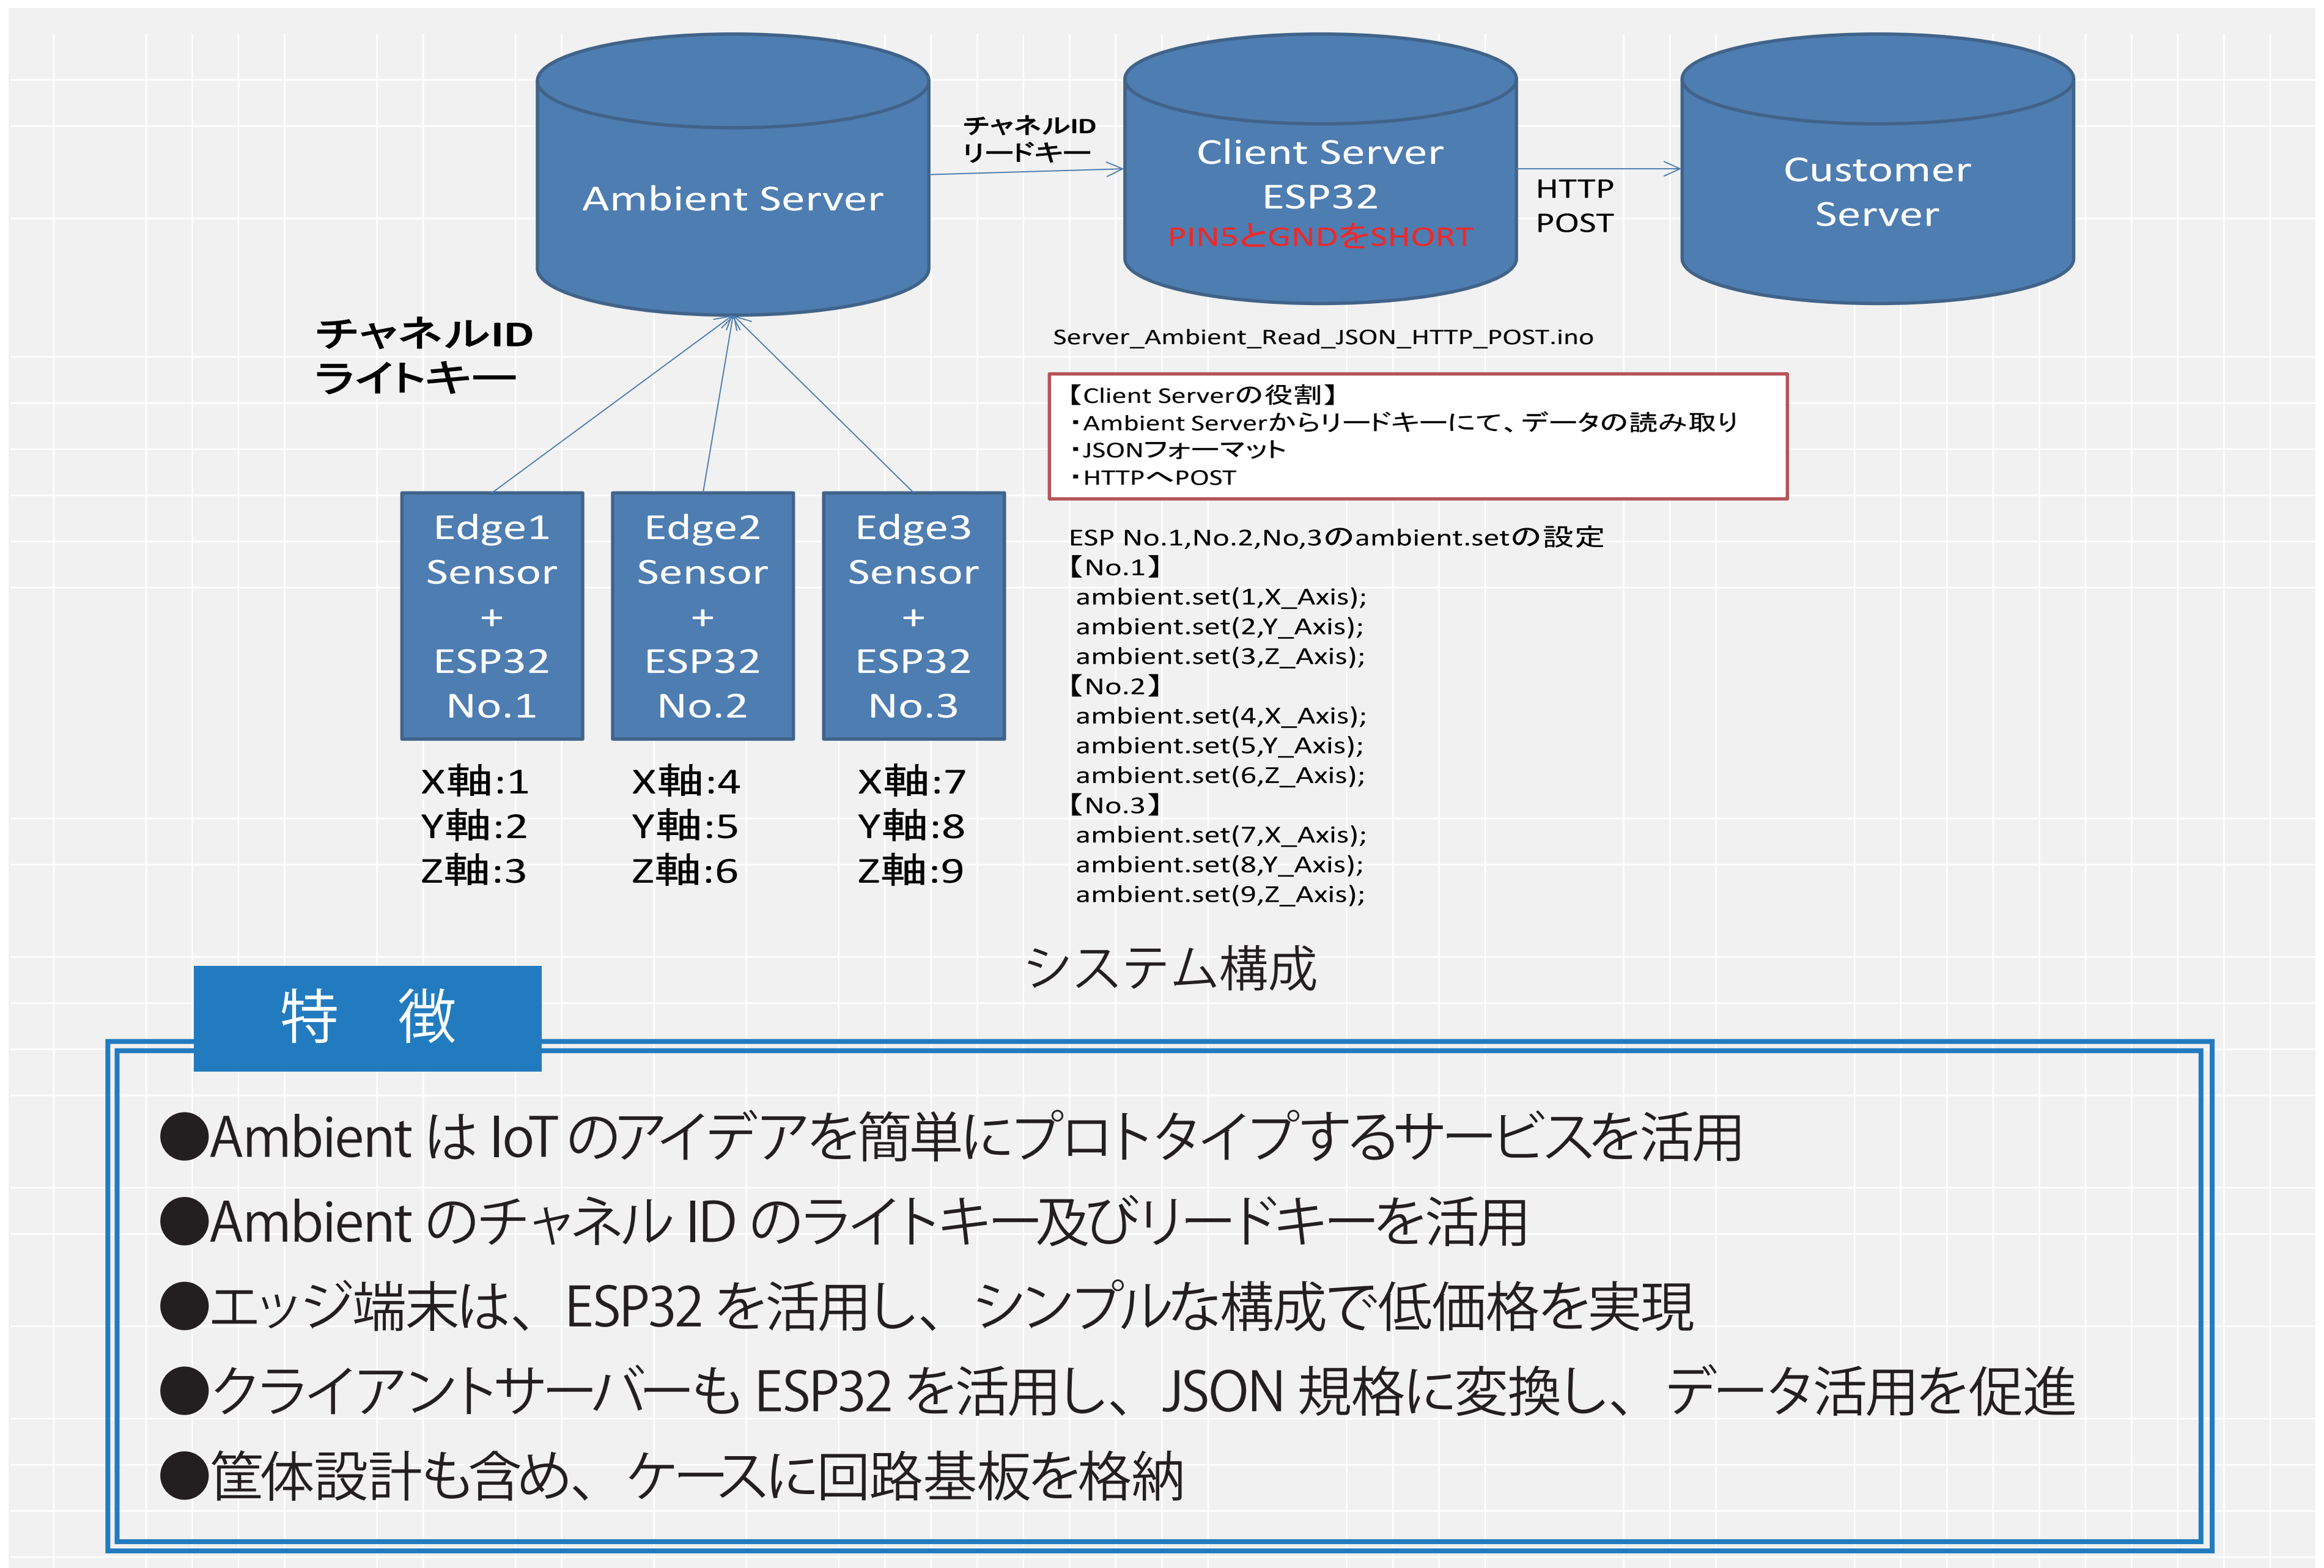 Ambient Server
チャネルID
リードキー
Client Server
ESP32
PIN5とGNDをSHORT
HTTP
POST
Customer
Server
チャネルID
ライトキー
Server_Ambient_Read_JSON_HTTP_POST.ino
【Client Serverの役割】
・Ambient Serverからリードキーにて、データの読み取り
・JSONフォーマット
・HTTPへPOST
Edge1
Sensor
+
ESP32
No.1
Edge2
Sensor
+
ESP32
No.2
Edge3
Sensor
+
ESP32
No.3
X軸:1
Y軸:2
Z軸:3
X軸:4
Y軸:5
Z軸:6
X軸:7
Y軸:8
Z軸:9
ESP No.1,No.2,No,3のambient.setの設定
【No.1】
ambient.set(1,X_Axis);
ambient.set(2,Y_Axis);
ambient.set(3,Z_Axis);
【No.2】
ambient.set(4,X_Axis);
ambient.set(5,Y_Axis);
ambient.set(6,Z_Axis);
【No.3】
ambient.set(7,X_Axis);
ambient.set(8,Y_Axis);
ambient.set(9,Z_Axis);
システム構成
特　徴
●Ambient は IoT のアイデアを簡単にプロトタイプするサービスを活用
●Ambient のチャネル ID のライトキー及びリードキーを活用
●エッジ端末は、ESP32 を活用し、シンプルな構成で低価格を実現
●クライアントサーバーも ESP32 を活用し、JSON 規格に変換し、データ活用を促進
●筐体設計も含め、ケースに回路基板を格納